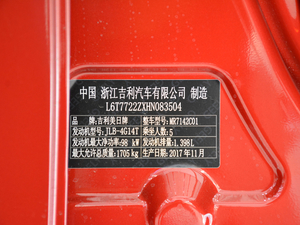 中国 浙江吉利汽车有限公司 制造
L6T7722ZXHN083504
品牌:吉利美日牌 整车型号:MR7142C01
发动机型号:JLB-4G14T 乘坐人数:5
发动机最大净功率:98 kW 发动机排量:1.398L
最大允许总质量:1705 kg 生产日期:2017年11月